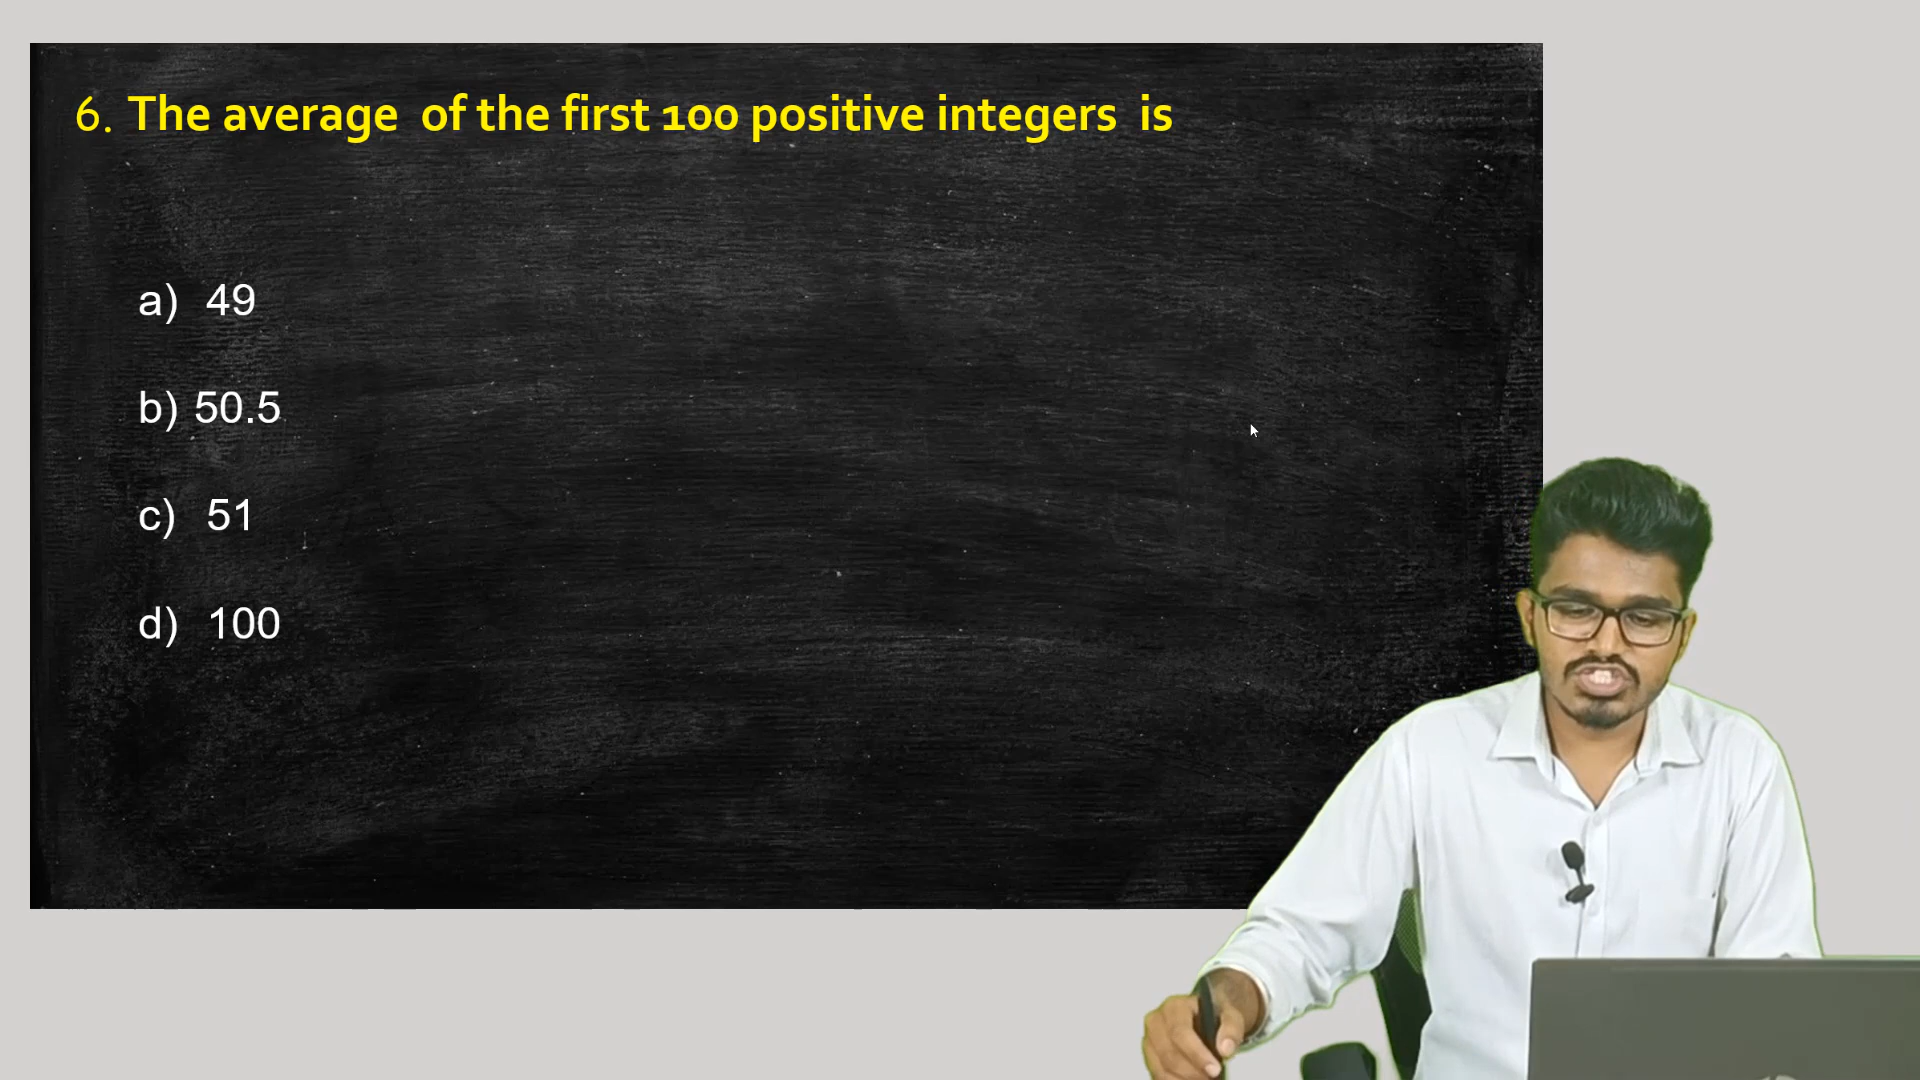 6. The average of the first 100 positive integers is
a) 49
b) 50.5
c) 51
d) 100